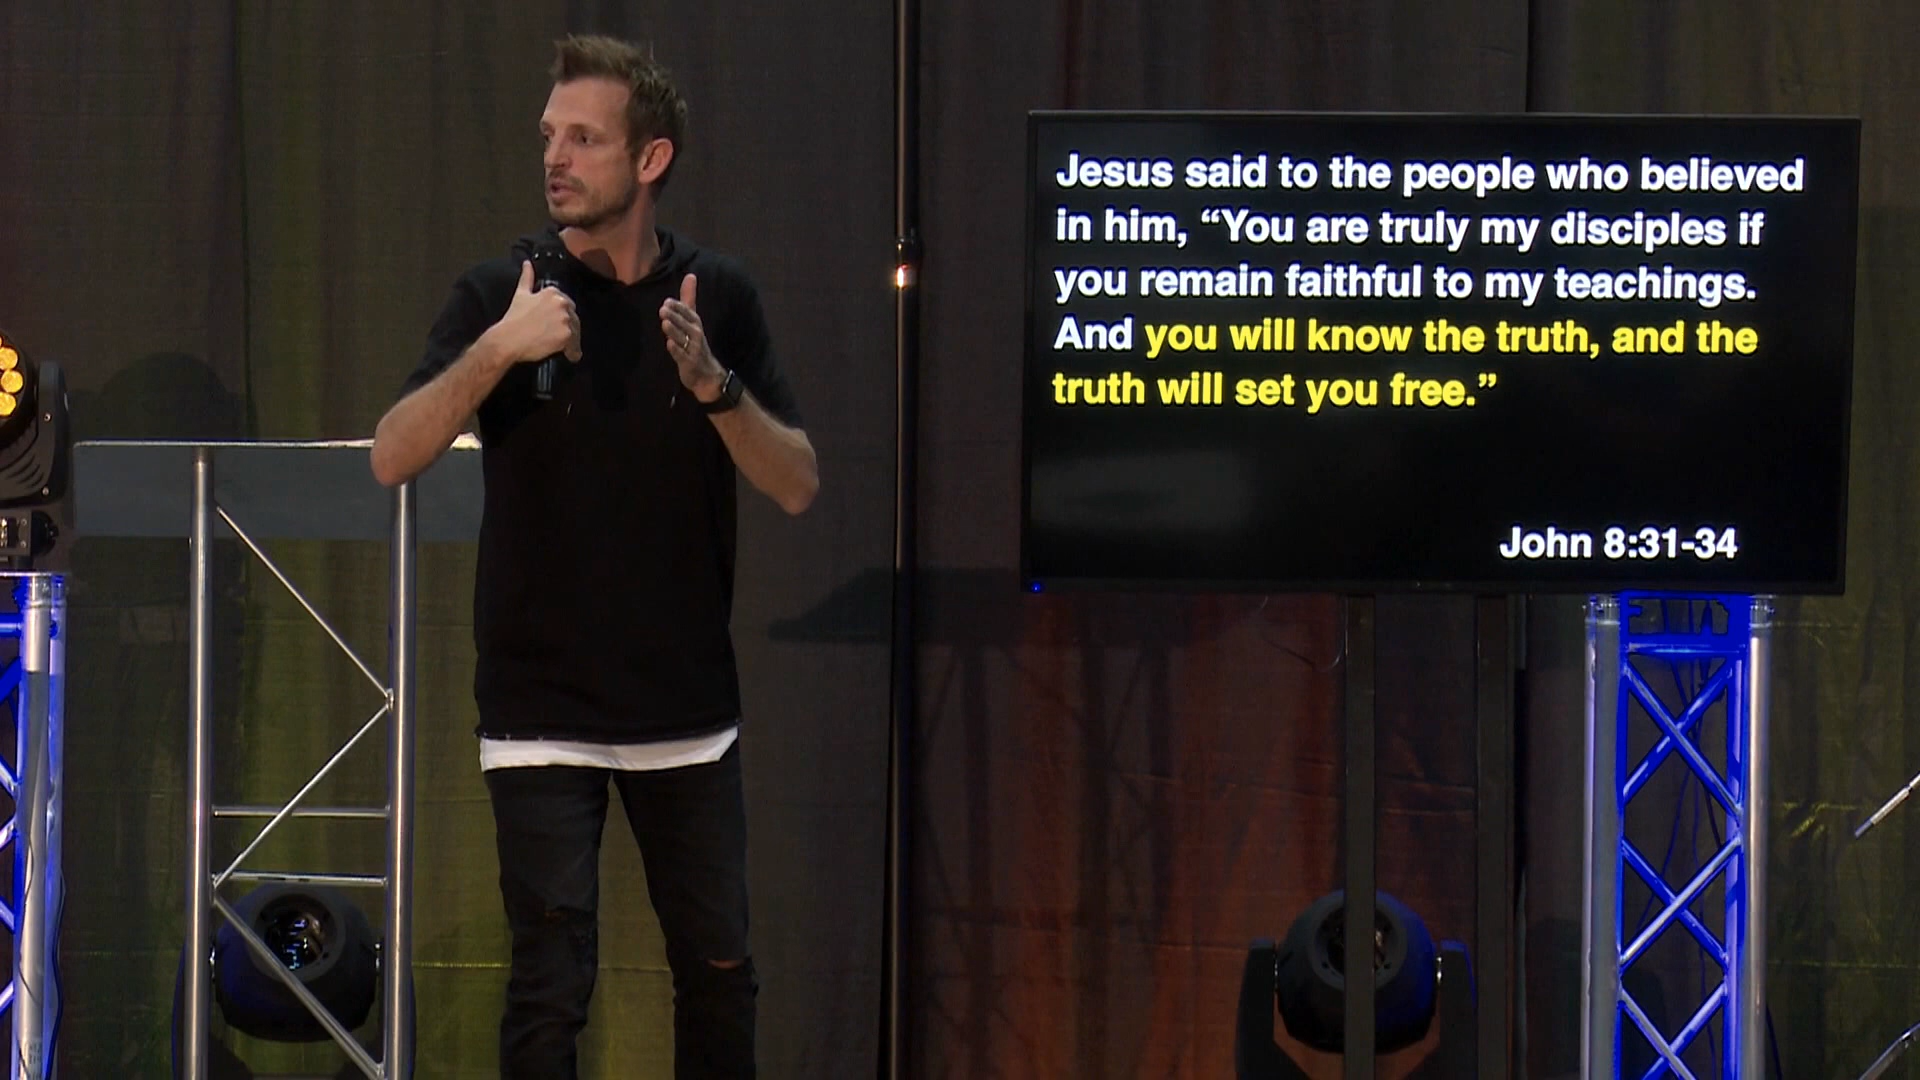 Jesus said to the people who believed
in him, “You are truly my disciples if
you remain faithful to my teachings.
And you will know the truth, and the
truth will set you free.”
John 8:31-34